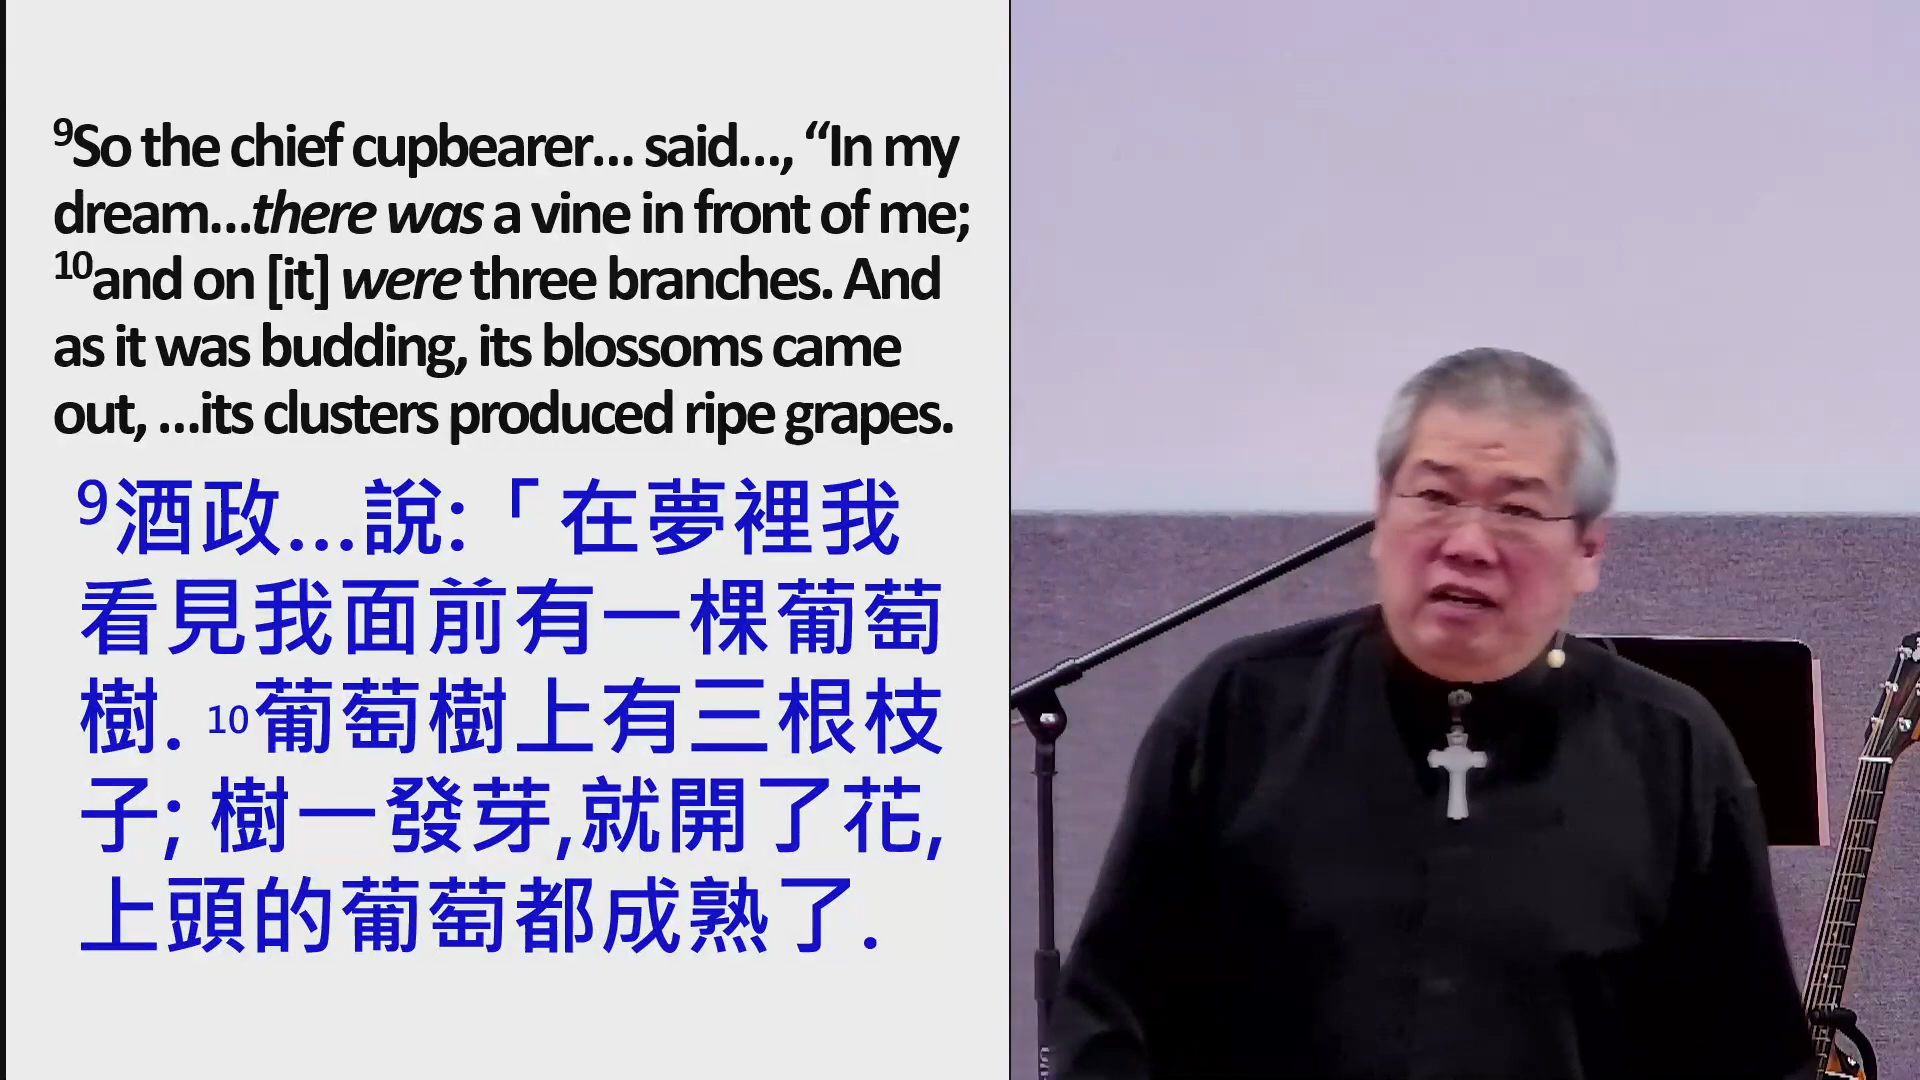 ⁹So the chief cupbearer... said..., “In my
dream...there was a vine in front of me;
¹⁰and on [it] were three branches. And
as it was budding, its blossoms came
out, ...its clusters produced ripe grapes.
⁹酒政...說:「在夢裡我
看見我面前有一棵葡萄
樹. 10葡萄樹上有三根枝
子; 樹一發芽,就開了花,
上頭的葡萄都成熟了.